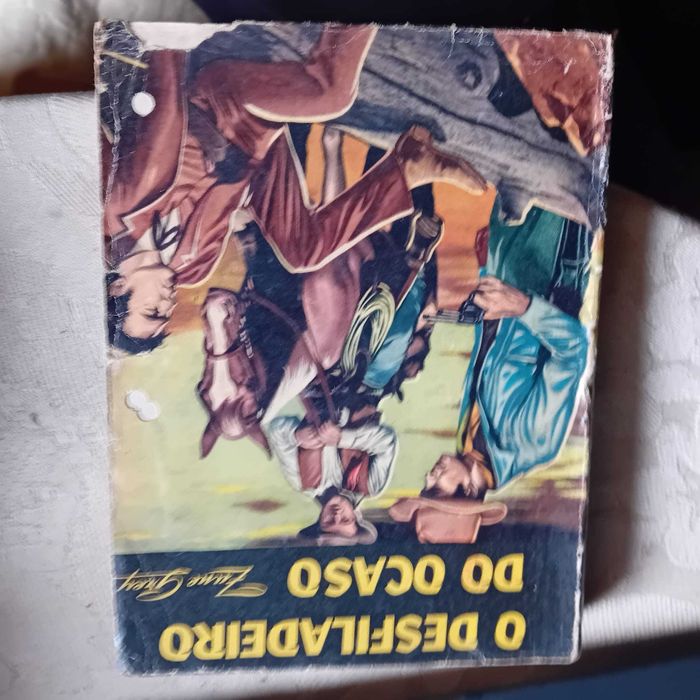 O DESFILADEIRO
DO OCASO
Zane Grey